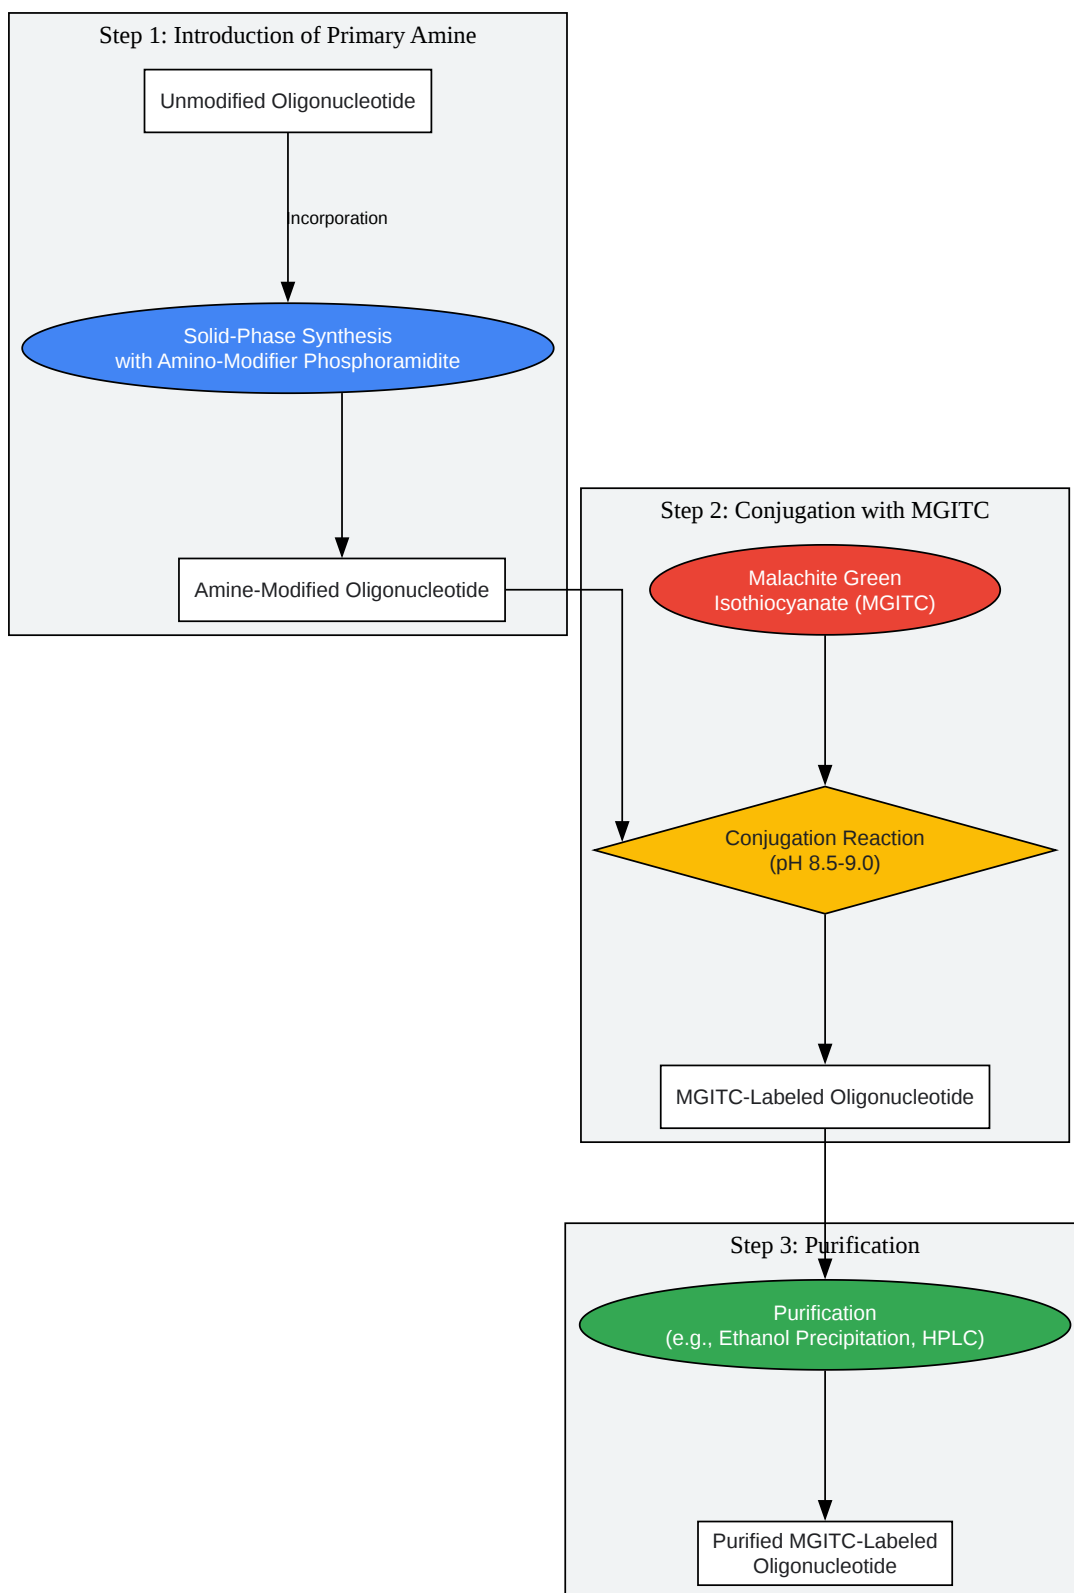 Step 1: Introduction of Primary Amine
Unmodified Oligonucleotide
Incorporation
Solid-Phase Synthesis
with Amino-Modifier Phosphoramidite
Amine-Modified Oligonucleotide
Step 2: Conjugation with MGITC
Malachite Green
Isothiocyanate (MGITC)
Conjugation Reaction
(pH 8.5-9.0)
MGITC-Labeled Oligonucleotide
Step 3: Purification
Purification
(e.g., Ethanol Precipitation, HPLC)
Purified MGITC-Labeled
Oligonucleotide